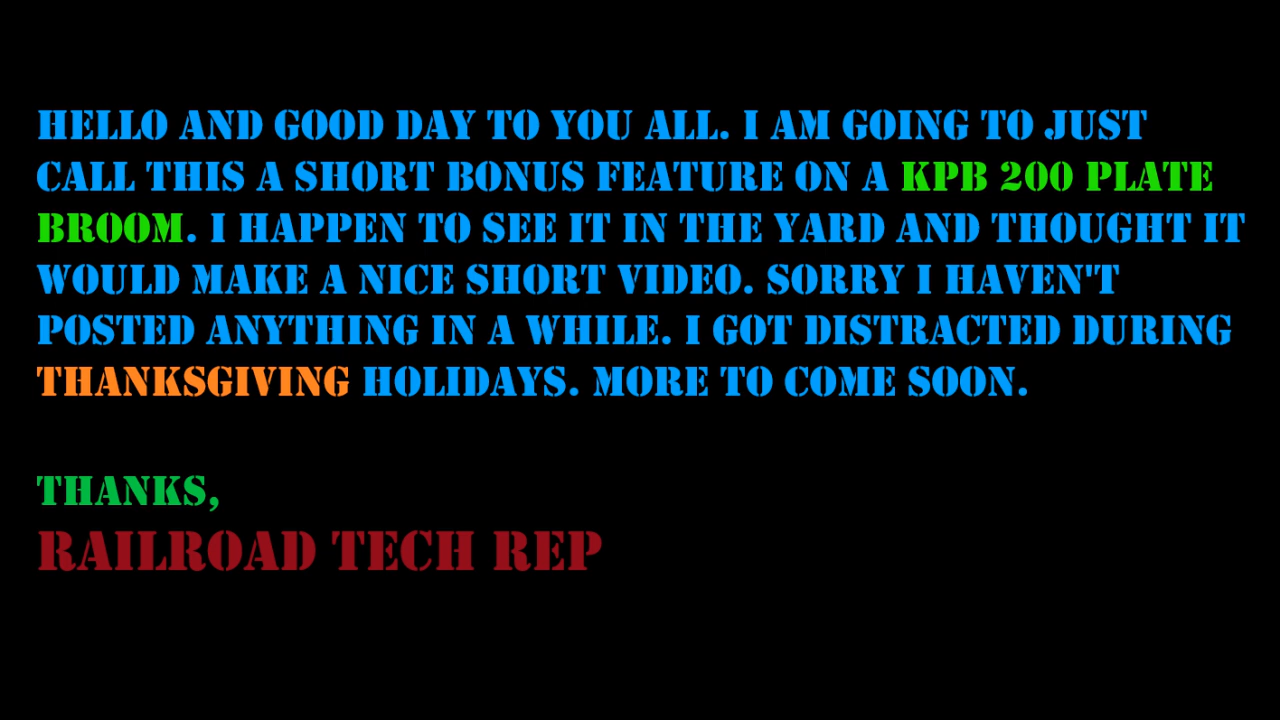 HELLO AND GOOD DAY TO YOU ALL. I AM GOING TO JUST
CALL THIS A SHORT BONUS FEATURE ON A KPB 200 PLATE
BROOM. I HAPPEN TO SEE IT IN THE YARD AND THOUGHT IT
WOULD MAKE A NICE SHORT VIDEO. SORRY I HAVEN'T
POSTED ANYTHING IN A WHILE. I GOT DISTRACTED DURING
THANKSGIVING HOLIDAYS. MORE TO COME SOON.
THANKS,
RAILROAD TECH REP